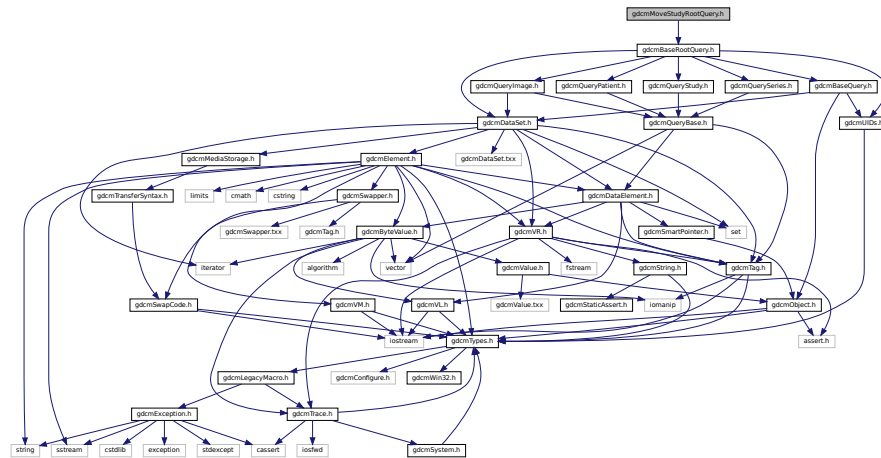 gdcmMoveStudyRootQuery.h
gdcmBaseRootQuery.h
gdcmQueryImage.h
gdcmQueryPatient.h
gdcmQueryStudy.h
gdcmQuerySeries.h
gdcmBaseQuery.h
gdcmDataSet.h
gdcmQueryBase.h
gdcmUIDs.h
gdcmMediaStorage.h
gdcmElement.h
gdcmDataSet.txx
gdcmTransferSyntax.h
limits
cmath
cstring
gdcmSwapper.h
gdcmDataElement.h
gdcmSwapper.txx
gdcmTag.h
gdcmByteValue.h
gdcmVR.h
gdcmSmartPointer.h
set
iterator
algorithm
vector
gdcmValue.h
fstream
gdcmString.h
gdcmTag.h
gdcmSwapCode.h
gdcmVM.h
gdcmVL.h
gdcmValue.txx
gdcmStaticAssert.h
iomanip
gdcmObject.h
iostream
gdcmTypes.h
assert.h
gdcmLegacyMacro.h
gdcmConfigure.h
gdcmWin32.h
gdcmException.h
gdcmTrace.h
string
sstream
cstdlib
exception
stdexcept
cassert
iosfwd
gdcmSystem.h